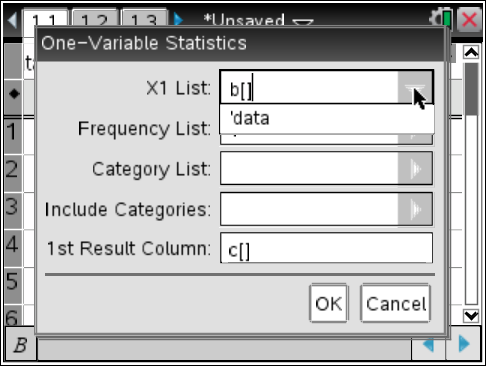 1.1 1.2 1.3 *Unsaved
One-Variable Statistics
X1 List: b[]
'data
Frequency List:
Category List:
Include Categories:
1st Result Column: c[]
OK Cancel
1
2
3
4
5
6
B